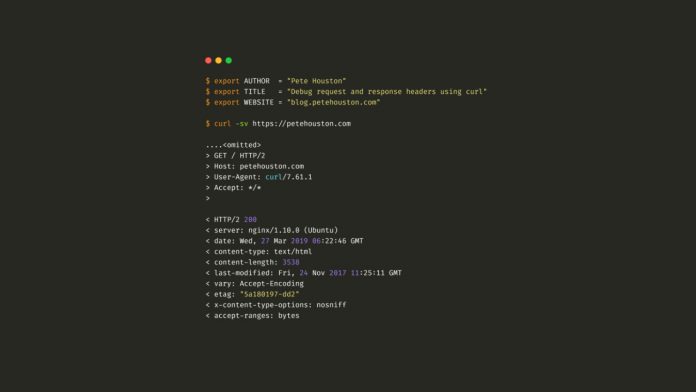 $ export AUTHOR  = "Pete Houston"
$ export TITLE   = "Debug request and response headers using curl"
$ export WEBSITE = "blog.petehouston.com"
$ curl -sv https://petehouston.com
....<omitted>
> GET / HTTP/2
> Host: petehouston.com
> User-Agent: curl/7.61.1
> Accept: */*
>
< HTTP/2 200
< server: nginx/1.10.0 (Ubuntu)
< date: Wed, 27 Mar 2019 06:22:46 GMT
< content-type: text/html
< content-length: 3538
< last-modified: Fri, 24 Nov 2017 11:25:11 GMT
< vary: Accept-Encoding
< etag: "5a180197-dd2"
< x-content-type-options: nosniff
< accept-ranges: bytes